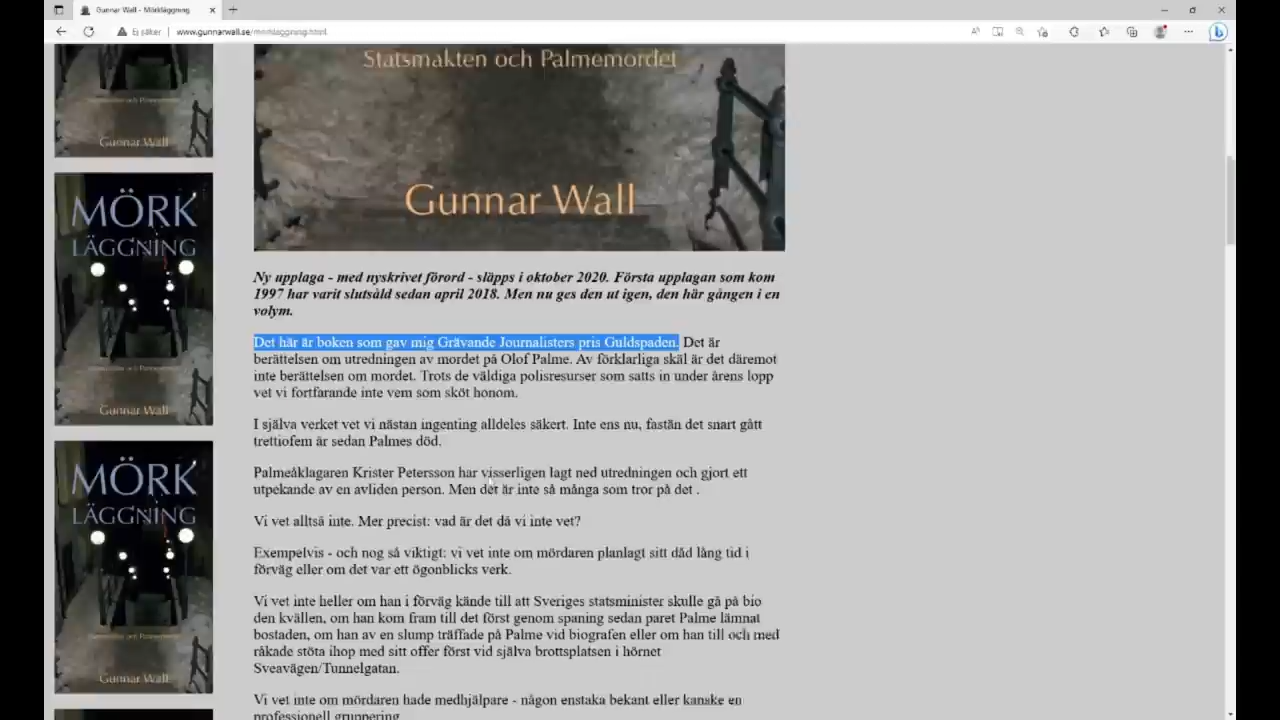 Gunnar Wall - Mörkläggning
Ej säker
www.gunnarwall.se/morklaggning.html
Statsmakten och Palmemordet
Gunnar Wall
Statsmakten och Palmemordet
Gunnar Wall
MÖRK
LÄGGNING
Statsmakten och Palmemordet
Gunnar Wall
MÖRK
LÄGGNING
Statsmakten och Palmemordet
Gunnar Wall
Ny upplaga - med nyskrivet förord - släpps i oktober 2020. Första upplagan som kom
1997 har varit slutsåld sedan april 2018. Men nu ges den ut igen, den här gången i en
volym.
Det här är boken som gav mig Grävande Journalisters pris Guldspaden. Det är
berättelsen om utredningen av mordet på Olof Palme. Av förklarliga skäl är det däremot
inte berättelsen om mordet. Trots de väldiga polisresurser som satts in under årens lopp
vet vi fortfarande inte vem som sköt honom.
I själva verket vet vi nästan ingenting alldeles säkert. Inte ens nu, fastän det snart gått
trettiofem år sedan Palmes död.
Palmeåklagaren Krister Petersson har visserligen lagt ned utredningen och gjort ett
utpekande av en avliden person. Men det är inte så många som tror på det .
Vi vet alltså inte. Mer precist: vad är det då vi inte vet?
Exempelvis - och nog så viktigt: vi vet inte om mördaren planlagt sitt dåd lång tid i
förväg eller om det var ett ögonblicks verk.
Vi vet inte heller om han i förväg kände till att Sveriges statsminister skulle gå på bio
den kvällen, om han kom fram till det först genom spaning sedan paret Palme lämnat
bostaden, om han av en slump träffade på Palme vid biografen eller om han till och med
råkade stöta ihop med sitt offer först vid själva brottsplatsen i hörnet
Sveavägen/Tunnelgatan.
Vi vet inte om mördaren hade medhjälpare - någon enstaka bekant eller kanske en
professionell gruppering